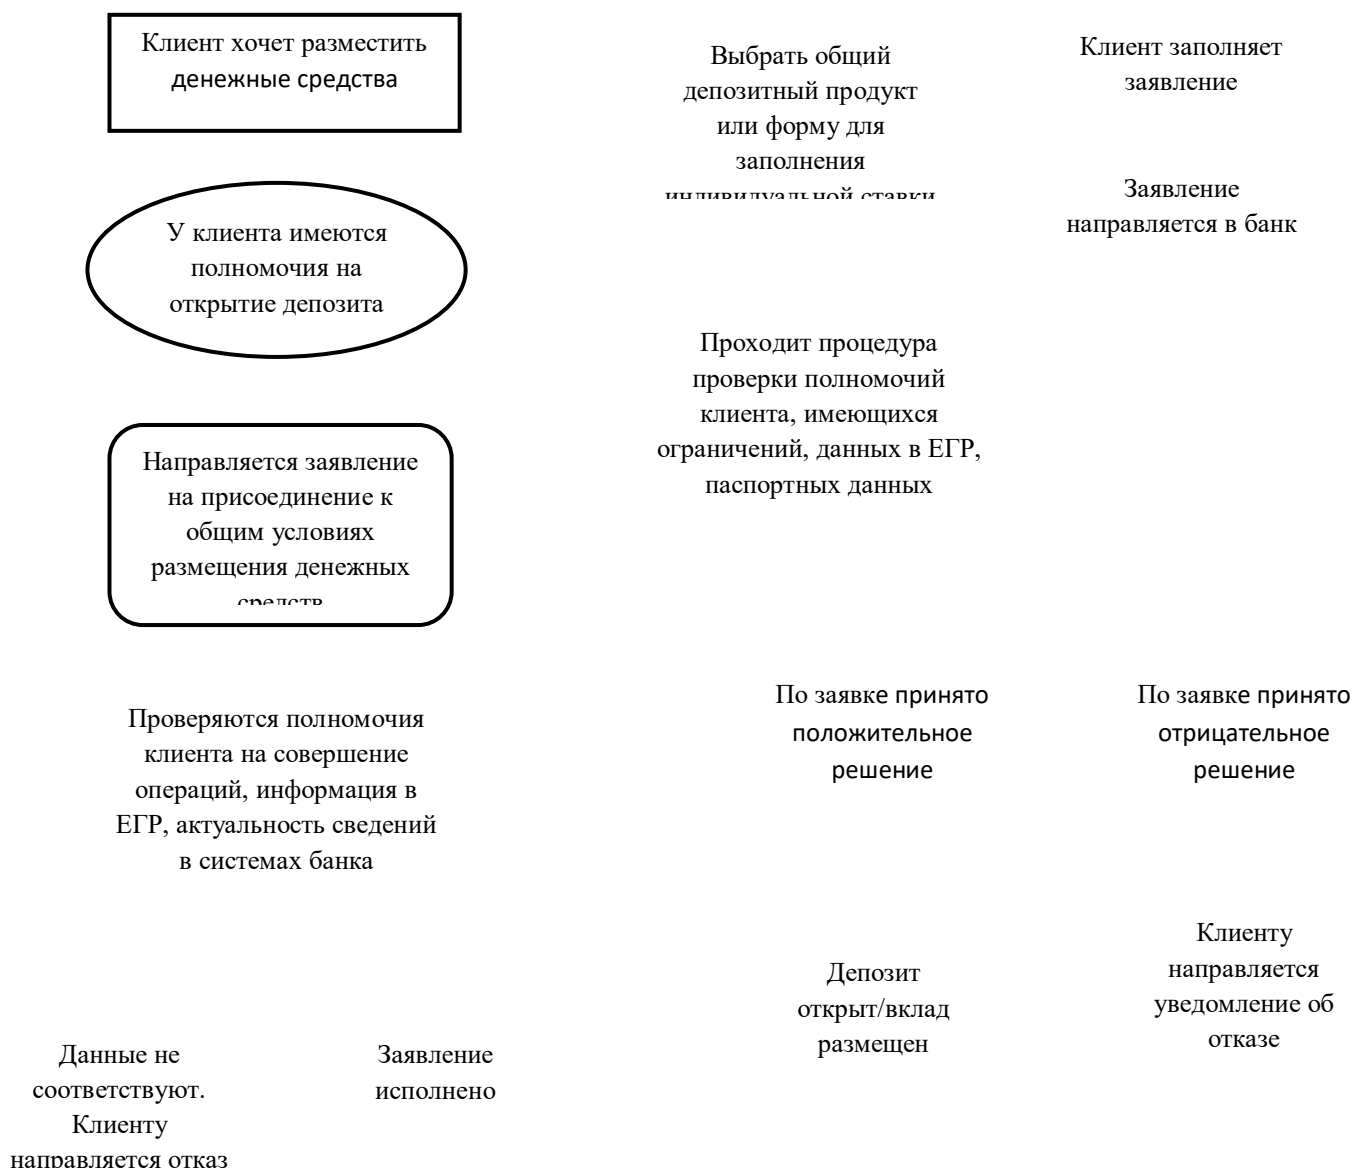 Клиент хочет разместить
денежные средства
У клиента имеются
полномочия на
открытие депозита
Направляется заявление
на присоединение к
общим условиях
размещения денежных
средств
Проверяются полномочия
клиента на совершение
операций, информация в
ЕГР, актуальность сведений
в системах банка
Данные не
соответствуют.
Клиенту
направляется отказ
Заявление
исполнено
Выбрать общий
депозитный продукт
или форму для
заполнения
индивидуальной ставки
Клиент заполняет
заявление
Заявление
направляется в банк
Проходит процедура
проверки полномочий
клиента, имеющихся
ограничений, данных в ЕГР,
паспортных данных
По заявке принято
положительное
решение
По заявке принято
отрицательное
решение
Депозит
открыт/вклад
размещен
Клиенту
направляется
уведомление об
отказе